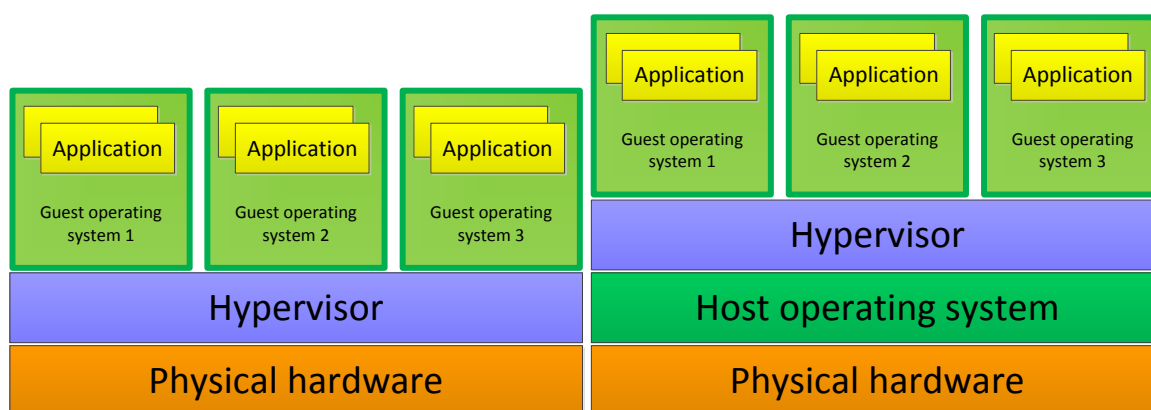 Application
Guest operating
system 1
Application
Guest operating
system 2
Application
Guest operating
system 3
Hypervisor
Physical hardware
Application
Guest operating
system 1
Application
Guest operating
system 2
Application
Guest operating
system 3
Hypervisor
Host operating system
Physical hardware